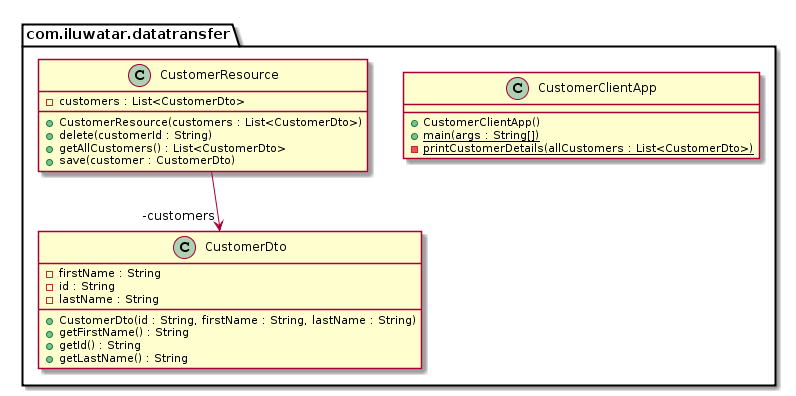 com.iluwatar.datatransfer
C CustomerResource
customers : List<CustomerDto>
CustomerResource(customers : List<CustomerDto>)
delete(customerId : String)
getAllCustomers() : List<CustomerDto>
save(customer : CustomerDto)
C CustomerClientApp
CustomerClientApp()
main(args : String[])
printCustomerDetails(allCustomers : List<CustomerDto>)
-customers
C CustomerDto
firstName : String
id : String
lastName : String
CustomerDto(id : String, firstName : String, lastName : String)
getFirstName() : String
getId() : String
getLastName() : String